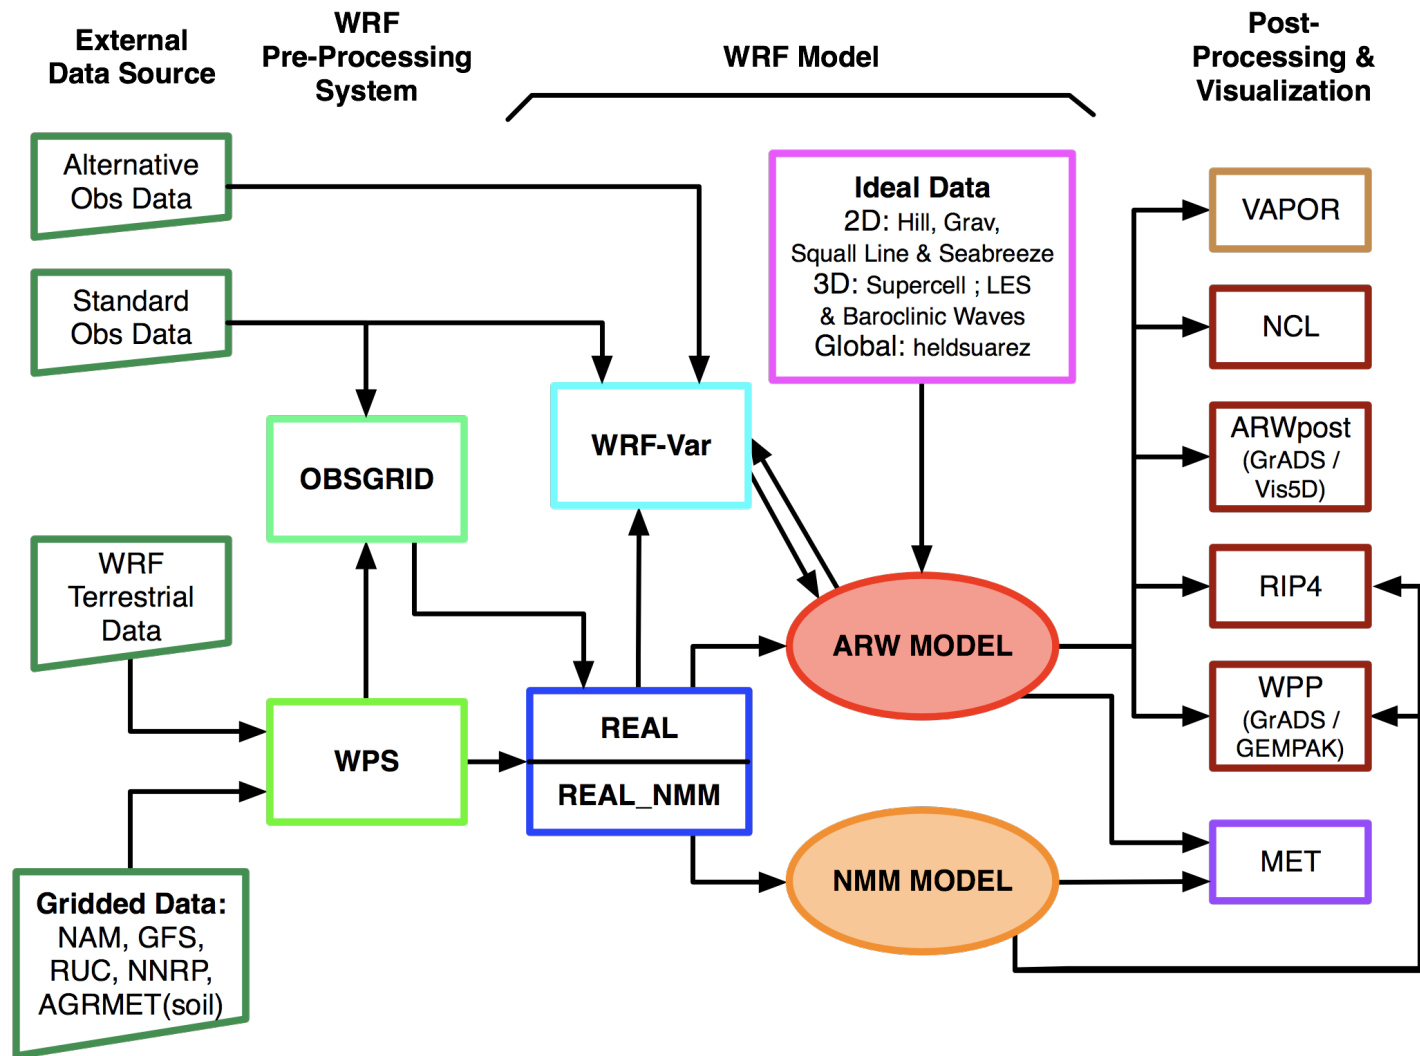 External
Data Source
WRF
Pre-Processing
System
WRF Model
Post-
Processing &
Visualization
Alternative
Obs Data
Standard
Obs Data
WRF
Terrestrial
Data
Gridded Data:
NAM, GFS,
RUC, NNRP,
AGRMET(soil)
OBSGRID
WPS
WRF-Var
REAL
REAL_NMM
Ideal Data
2D: Hill, Grav,
Squall Line & Seabreeze
3D: Supercell ; LES
& Baroclinic Waves
Global: heldsuarez
ARW MODEL
NMM MODEL
VAPOR
NCL
ARWpost
(GrADS /
Vis5D)
RIP4
WPP
(GrADS /
GEMPAK)
MET